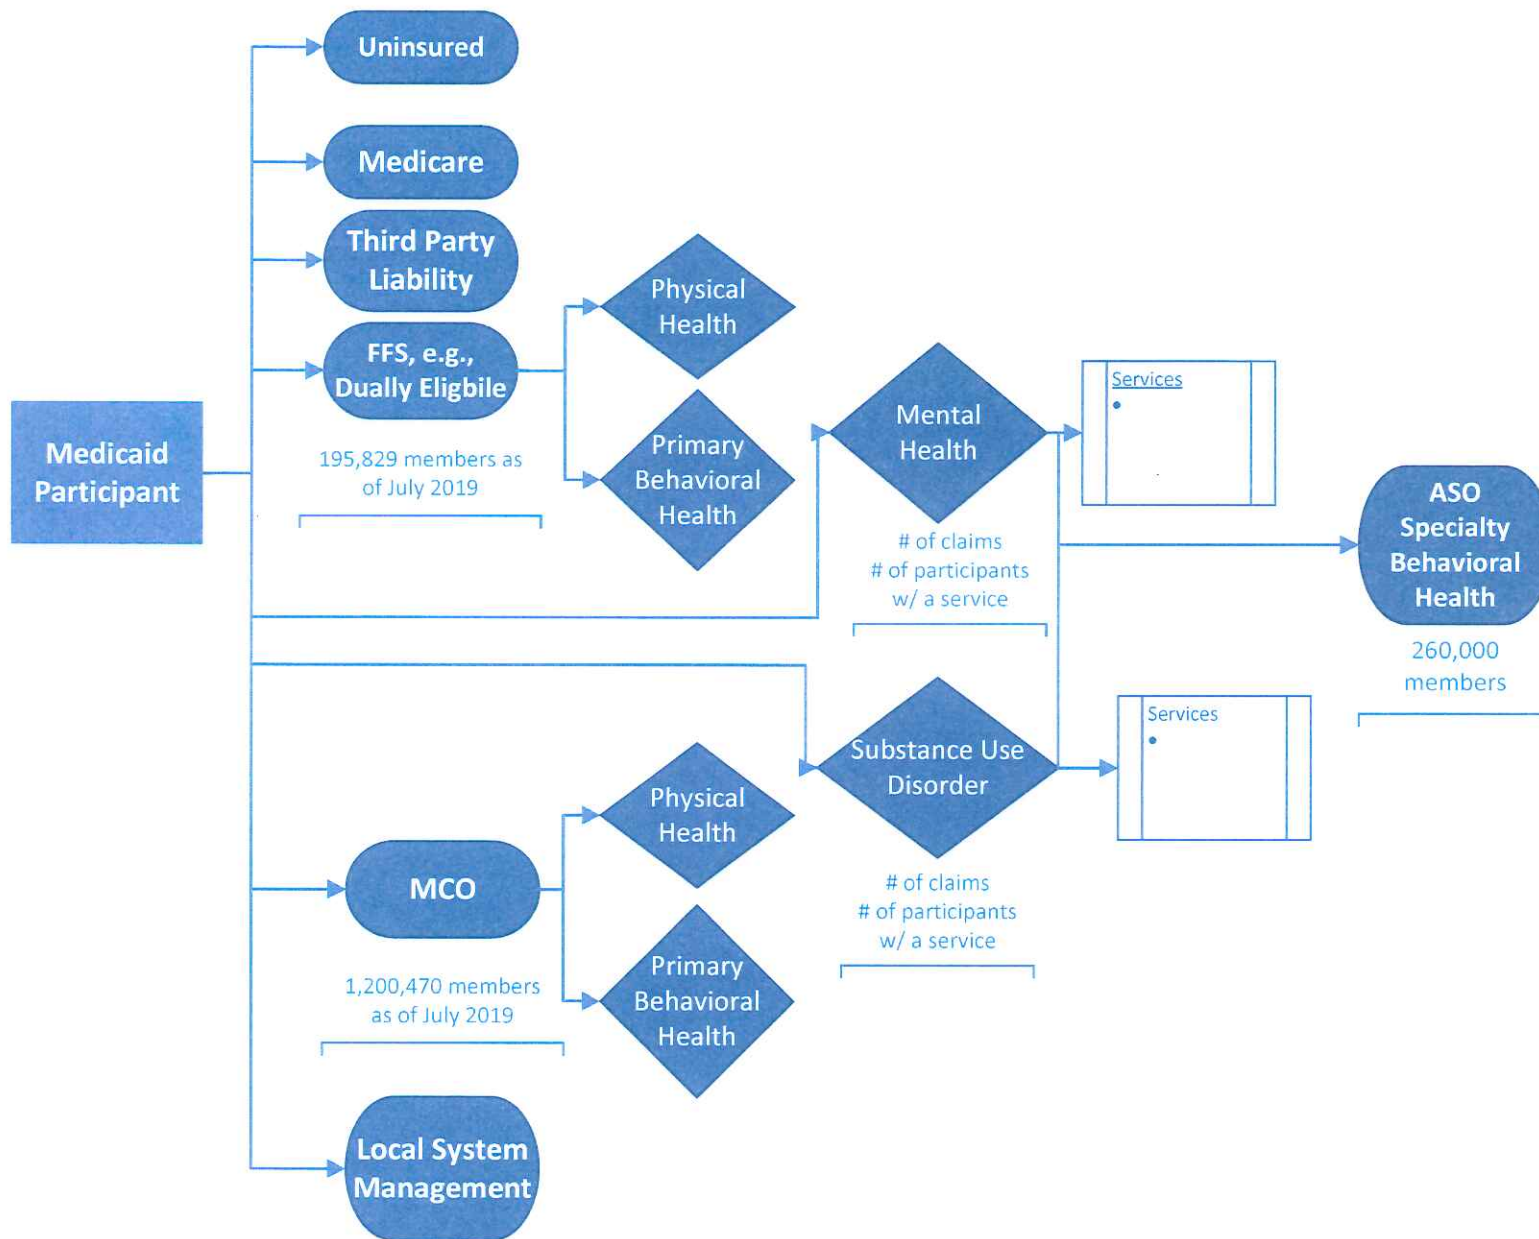 Uninsured
Medicare
Third Party
Liability
FFS, e.g.,
Dually Eligbile
195,829 members as
of July 2019
Medicaid
Participant
Physical
Health
Primary
Behavioral
Health
Mental
Health
# of claims
# of participants
w/ a service
Services
•
ASO
Specialty
Behavioral
Health
260,000
members
Substance Use
Disorder
# of claims
# of participants
w/ a service
Services
•
MCO
1,200,470 members
as of July 2019
Physical
Health
Primary
Behavioral
Health
Local System
Management